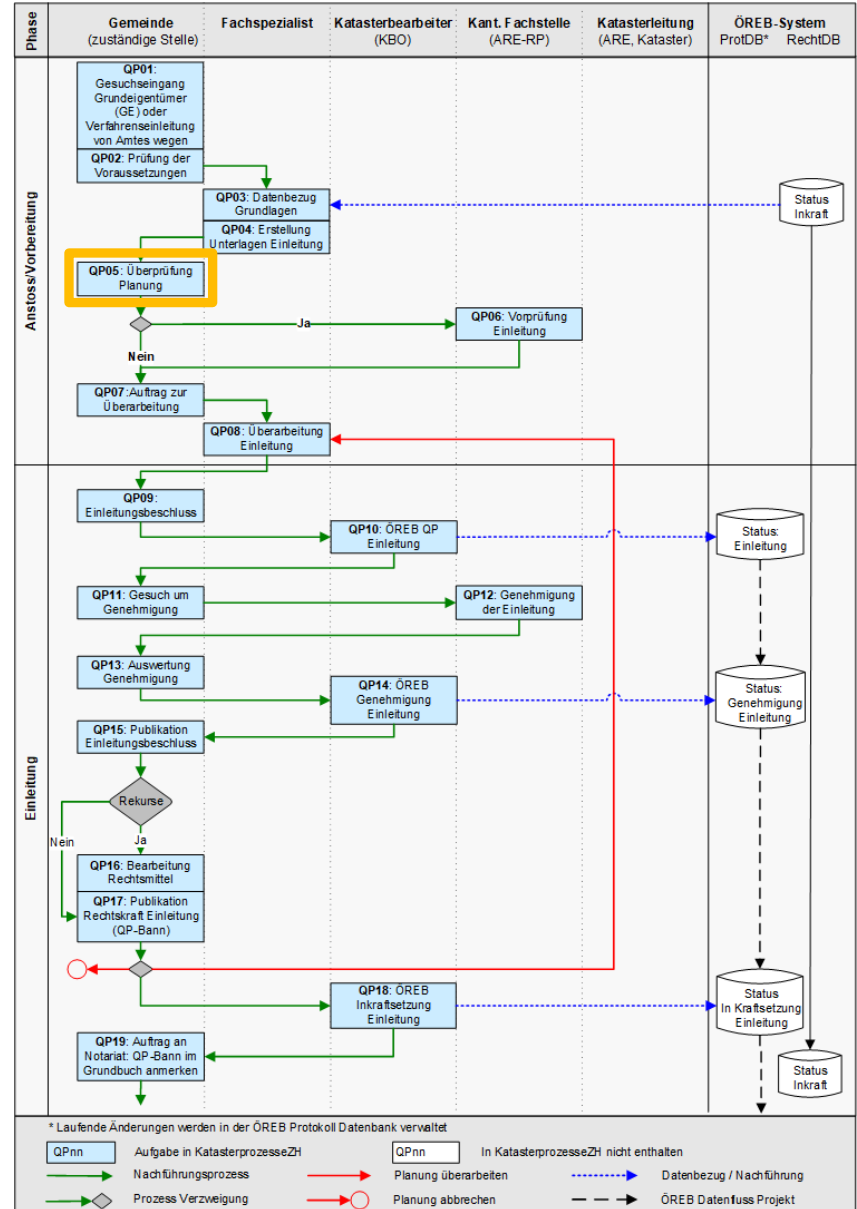 Phase
Gemeinde
(zuständige Stelle)
Fachspezialist
Katasterbearbeiter
(KBO)
Kant. Fachstelle
(ARE-RP)
Katasterleitung
(ARE, Kataster)
ÖREB-System
ProtDB* RechtDB
Anstoss/Vorbereitung
QP01:
Gesuchseingang
Grundeigentümer
(GE) oder
Verfahrenseinleitung
von Amtes wegen
QP02: Prüfung der
Voraussetzungen
QP03: Datenbezug
Grundlagen
Status
Inkraft
QP04: Erstellung
Unterlagen Einleitung
QP05: Überprüfung
Planung
Ja
QP06: Vorprüfung
Einleitung
Nein
QP07:Auftrag zur
Überarbeitung
QP08: Überarbeitung
Einleitung
Einleitung
QP09:
Einleitungsbeschluss
QP10: ÖREB QP
Einleitung
Status:
Einleitung
QP11: Gesuch um
Genehmigung
QP12: Genehmigung
der Einleitung
QP13: Auswertung
Genehmigung
QP14: ÖREB
Genehmigung
Einleitung
Status:
Genehmigung
Einleitung
QP15: Publikation
Einleitungsbeschluss
Rekurse
Nein
Ja
QP16: Bearbeitung
Rechtsmittel
QP17: Publikation
Rechtskraft Einleitung
(QP-Bann)
QP18: ÖREB
Inkraftsetzung
Einleitung
Status
In Kraftsetzung
Einleitung
QP19: Auftrag an
Notariat: QP-Bann im
Grundbuch anmerken
Status
Inkraft
* Laufende Änderungen werden in der ÖREB Protokoll Datenbank verwaltet
QPnn Aufgabe in KatasterprozesseZH QPnn In KatasterprozesseZH nicht enthalten
Nachführungsprozess Planung überarbeiten Datenbezug / Nachführung
Prozess Verzweigung Planung abbrechen ÖREB Datenfluss Projekt